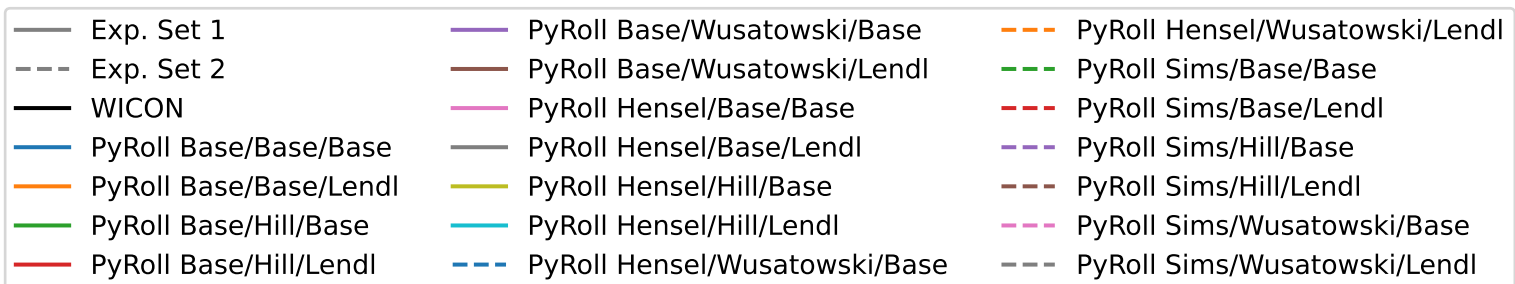 Exp. Set 1
Exp. Set 2
WICON
PyRoll Base/Base/Base
PyRoll Base/Base/Lendl
PyRoll Base/Hill/Base
PyRoll Base/Hill/Lendl
PyRoll Base/Wusatowski/Base
PyRoll Base/Wusatowski/Lendl
PyRoll Hensel/Base/Base
PyRoll Hensel/Base/Lendl
PyRoll Hensel/Hill/Base
PyRoll Hensel/Hill/Lendl
PyRoll Hensel/Wusatowski/Base
PyRoll Hensel/Wusatowski/Lendl
PyRoll Sims/Base/Base
PyRoll Sims/Base/Lendl
PyRoll Sims/Hill/Base
PyRoll Sims/Hill/Lendl
PyRoll Sims/Wusatowski/Base
PyRoll Sims/Wusatowski/Lendl